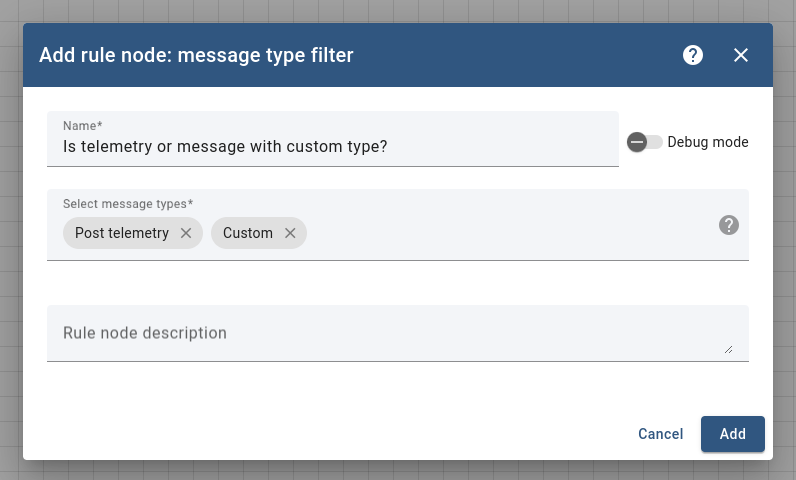 Add rule node: message type filter
Name*
Is telemetry or message with custom type?
Debug mode
Select message types*
Post telemetry
Custom
Rule node description
Cancel
Add